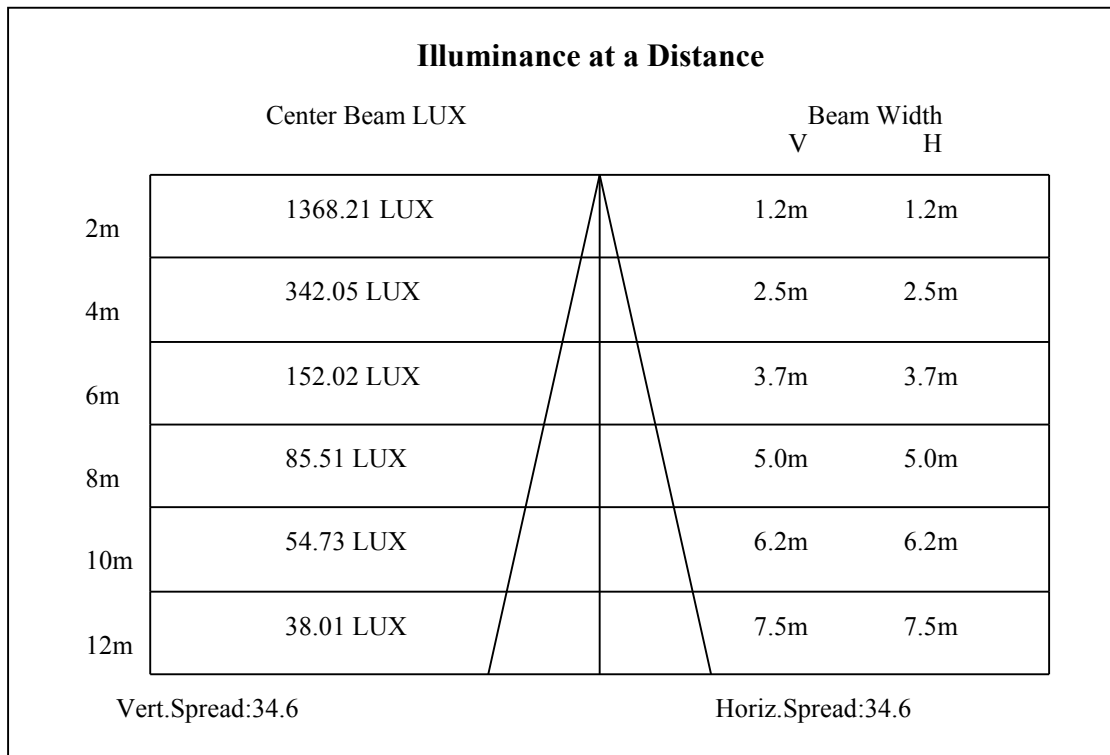 Illuminance at a Distance
Center Beam LUX Beam Width
V H
1368.21 LUX 1.2m 1.2m
2m
342.05 LUX 2.5m 2.5m
4m
152.02 LUX 3.7m 3.7m
6m
85.51 LUX 5.0m 5.0m
8m
54.73 LUX 6.2m 6.2m
10m
38.01 LUX 7.5m 7.5m
12m
Vert.Spread:34.6 Horiz.Spread:34.6